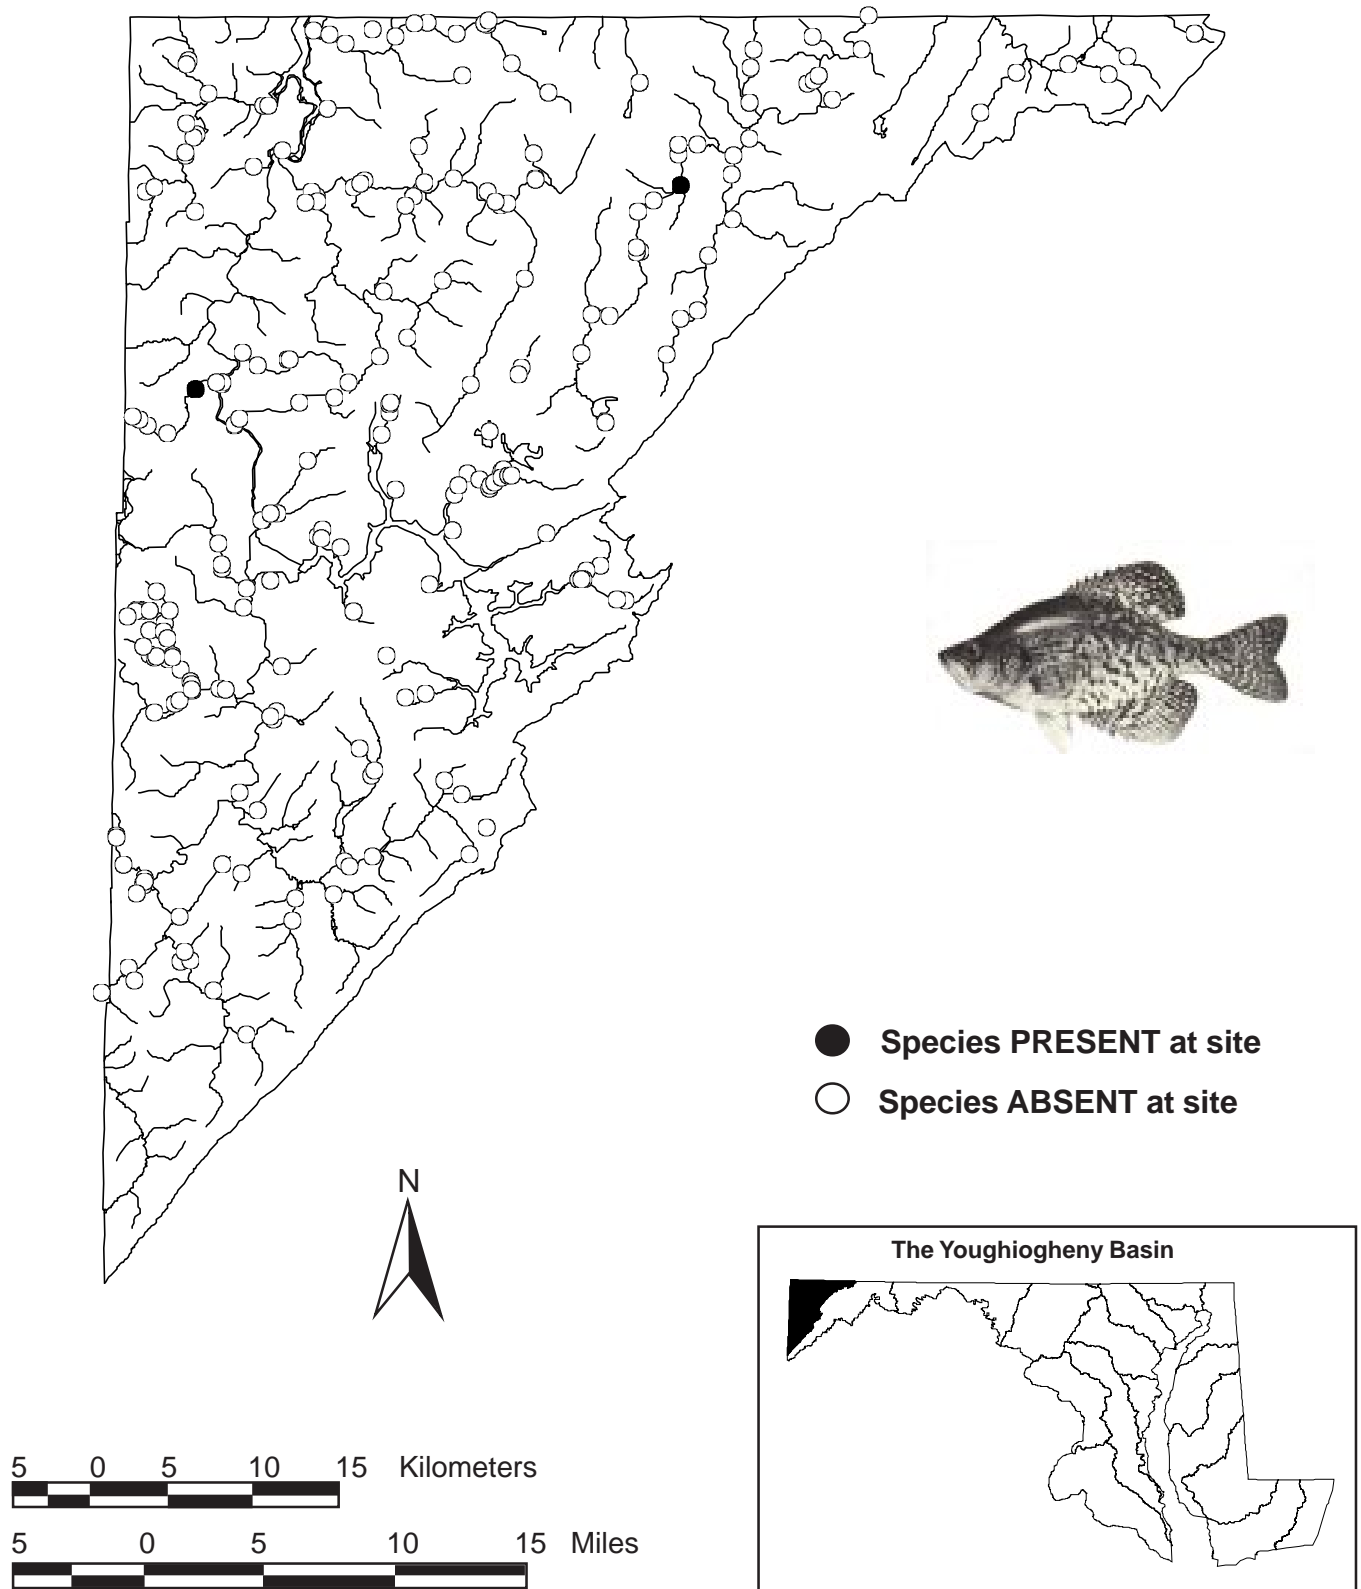 Species PRESENT at site
Species ABSENT at site
N
The Youghiogheny Basin
5 0 5 10 15 Kilometers
5 0 5 10 15 Miles